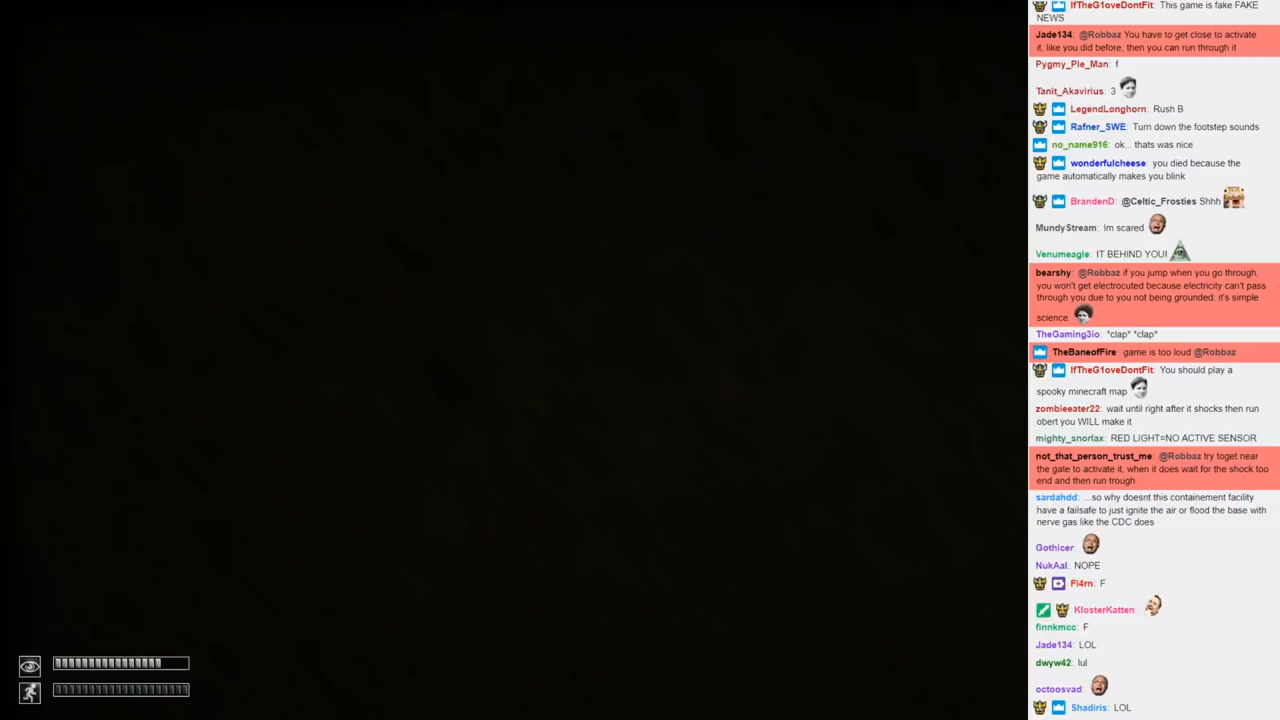 IfTheG1oveDontFit: This game is fake FAKE
NEWS
Jade134: @Robbaz You have to get close to activate
it, like you did before, then you can run through it
Pygmy_Pie_Man: f
Tanit_Akavirius: 3
LegendLonghorn: Rush B
Rafner_SWE: Turn down the footstep sounds
no_name916: ok... thats was nice
wonderfulcheese: you died because the
game automatically makes you blink
BrandenD: @Celtic_Frosties Shhh
MundyStream: Im scared
Venumeagle: IT BEHIND YOU!
bearshy: @Robbaz if you jump when you go through,
you won't get electrocuted because electricity can't pass
through you due to you not being grounded. it's simple
science.
TheGaming3io: *clap* *clap*
TheBaneofFire: game is too loud @Robbaz
IfTheG1oveDontFit: You should play a
spooky minecraft map
zombieeater22: wait until right after it shocks then run
obert you WILL make it
mighty_snorlax: RED LIGHT=NO ACTIVE SENSOR
not_that_person_trust_me: @Robbaz try toget near
the gate to activate it, when it does wait for the shock too
end and then run trough
sardahdd: ...so why doesnt this containement facility
have a failsafe to just ignite the air or flood the base with
nerve gas like the CDC does
Gothicer:
NukAal: NOPE
Fl4rn: F
KlosterKatten:
finnkmcc: F
Jade134: LOL
dwyw42: lul
octoosvad:
Shadiris: LOL